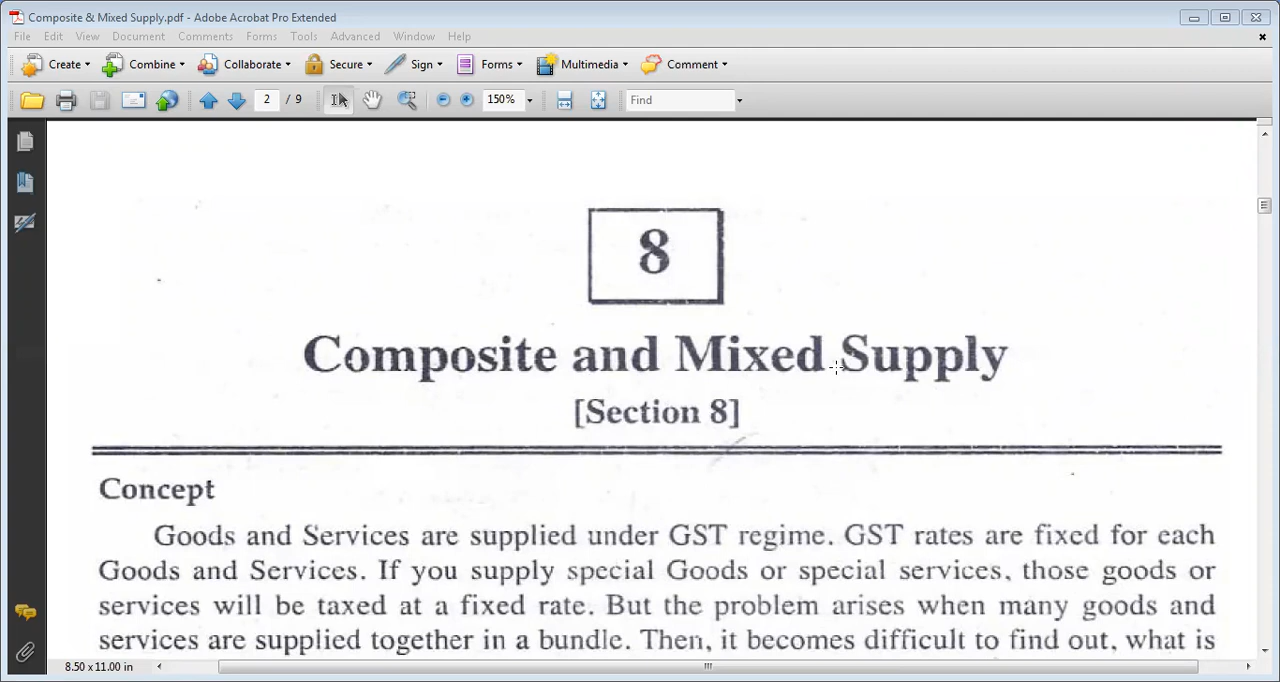 Composite & Mixed Supply.pdf - Adobe Acrobat Pro Extended
File Edit View Document Comments Forms Tools Advanced Window Help
Create Combine Collaborate Secure Sign Forms Multimedia Comment
2 / 9 150% Find
8
Composite and Mixed Supply
[Section 8]
Concept
Goods and Services are supplied under GST regime. GST rates are fixed for each
Goods and Services. If you supply special Goods or special services, those goods or
services will be taxed at a fixed rate. But the problem arises when many goods and
services are supplied together in a bundle. Then, it becomes difficult to find out, what is
8.50 x 11.00 in